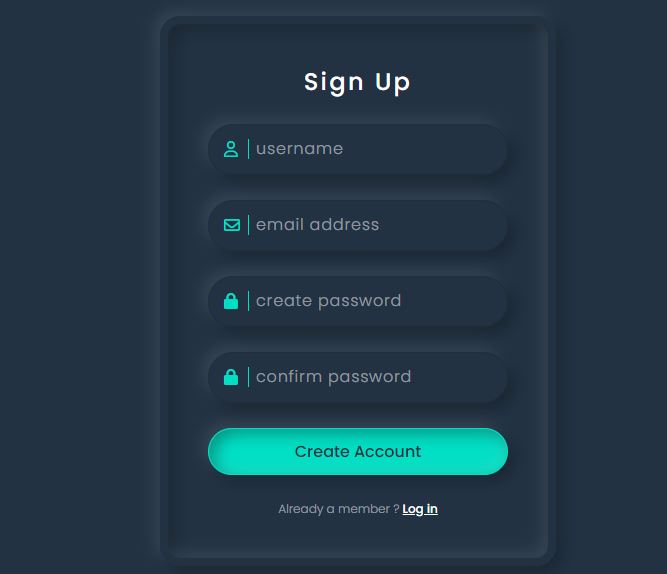 Sign Up
username
email address
create password
confirm password
Create Account
Already a member ? Log in